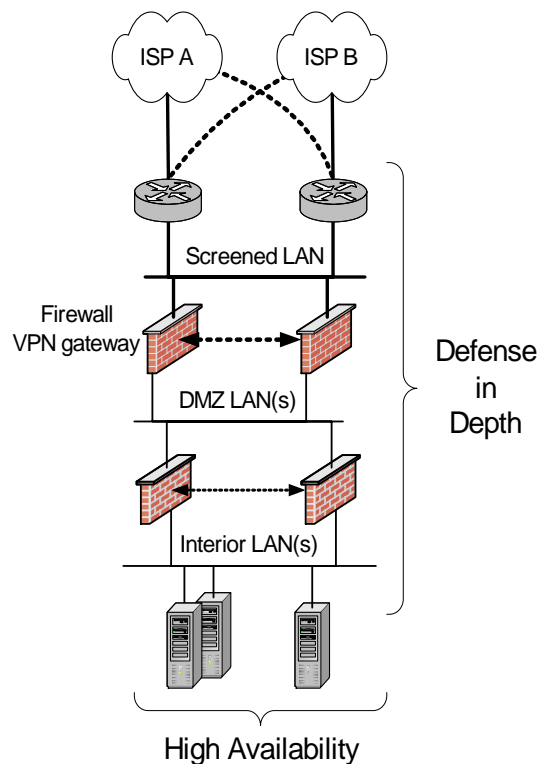 ISP A
ISP B
Screened LAN
Firewall
VPN gateway
DMZ LAN(s)
Interior LAN(s)
Defense
in
Depth
High Availability